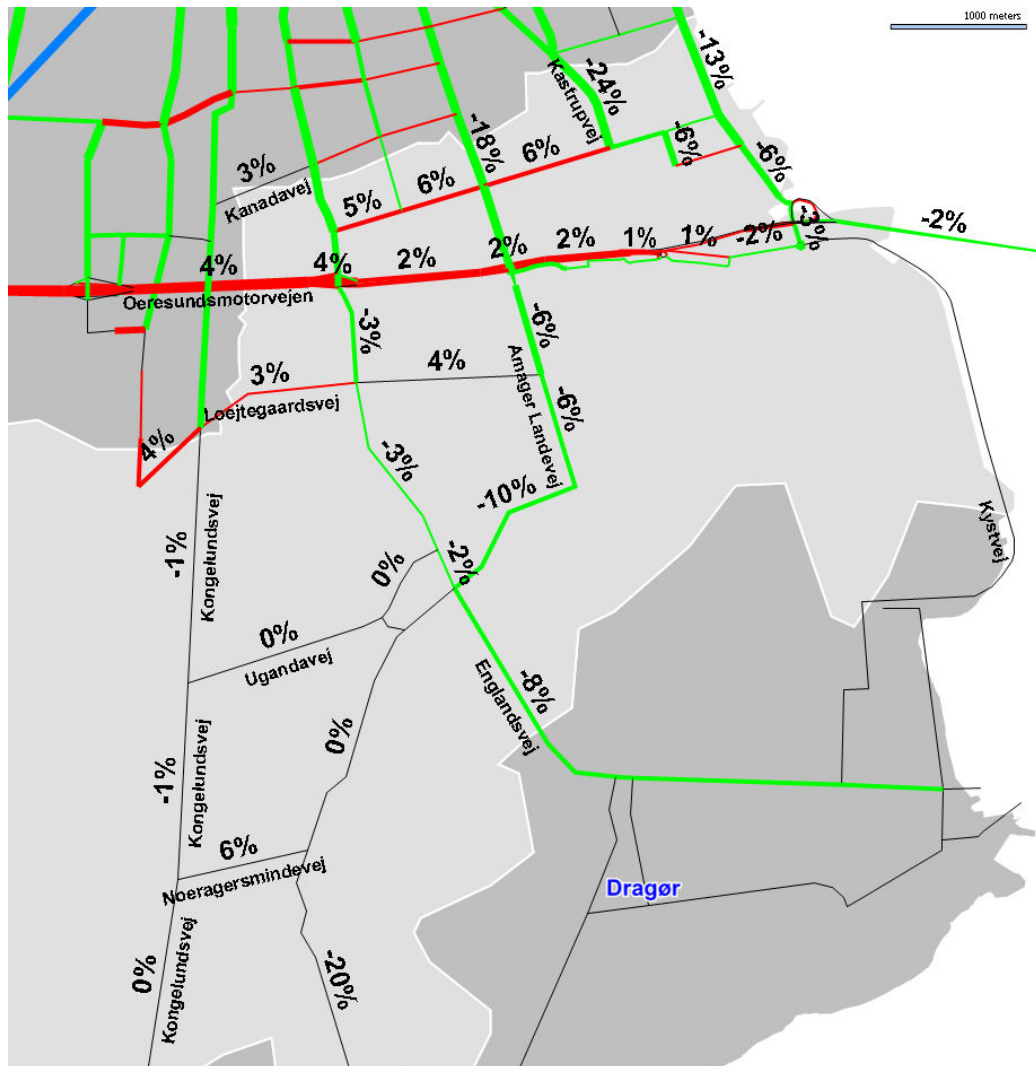 1000 meters
-13%
Kastrupvej
-24%
-18%
-6%
6%
3%
6%
-6%
Kanadavej
5%
-3%
-2%
4%
4%
2%
2%
2%
1%
1%
-2%
Oeresundsmotorvejen
-3%
-6%
Amager Landevej
3%
4%
-6%
Loejtegaardsvej
4%
-3%
-10%
Kystvej
-1%
Kongelundsvej
0%
-2%
0%
Ugandavej
Englandsvej
-8%
0%
-1%
Kongelundsvej
6%
Noeragersmindevej
Dragør
0%
Kongelundsvej
-20%